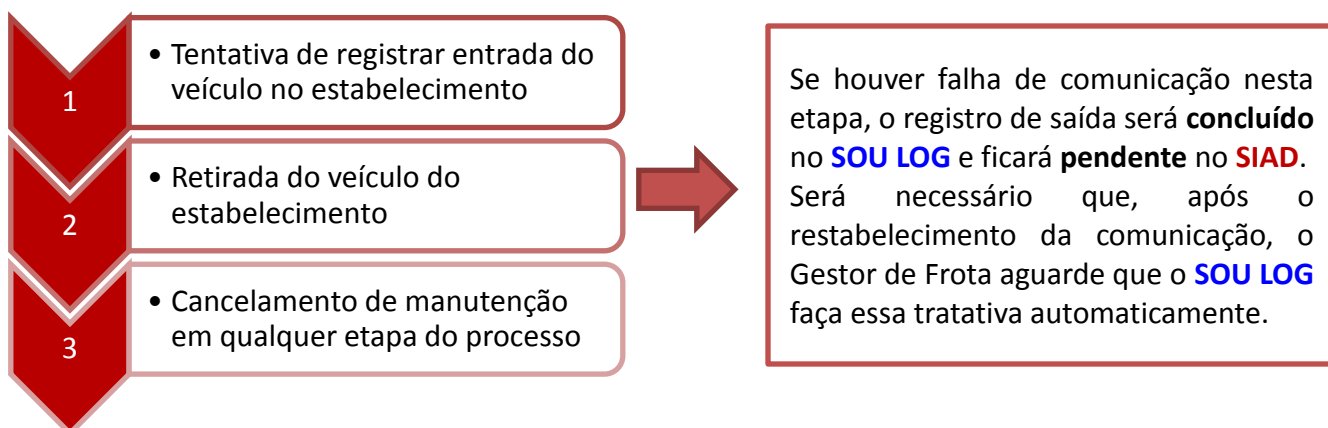 1
• Tentativa de registrar entrada do
veículo no estabelecimento
2
• Retirada do veículo do
estabelecimento
3
• Cancelamento de manutenção
em qualquer etapa do processo
Se houver falha de comunicação nesta
etapa, o registro de saída será concluído
no SOU LOG e ficará pendente no SIAD.
Será necessário que, após o
restabelecimento da comunicação, o
Gestor de Frota aguarde que o SOU LOG
faça essa tratativa automaticamente.